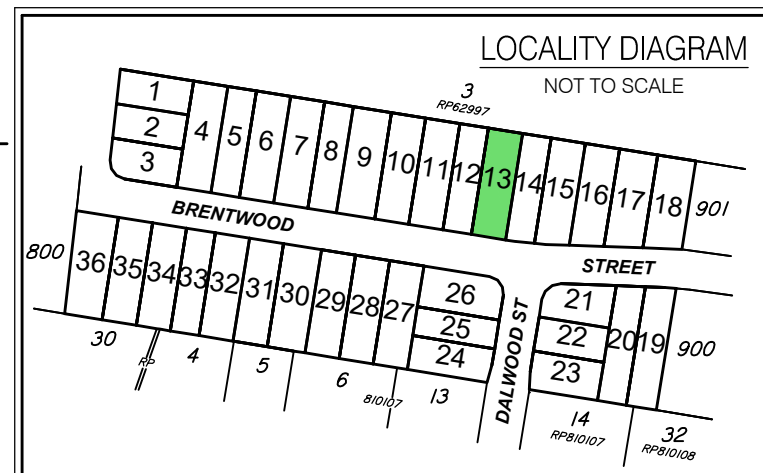 LOCALITY DIAGRAM
NOT TO SCALE
3
RP62997
1
2
3
4 5 6 7 8 9 10 11 12 13 14 15 16 17 18 901
BRENTWOOD STREET
800 36 35 34 33 32 31 30 29 28 27
26
25
24
DALWOOD ST
21
22
23
20 19 900
30 RP 4 5 6 810107 13
14
RP810107
32
RP810108